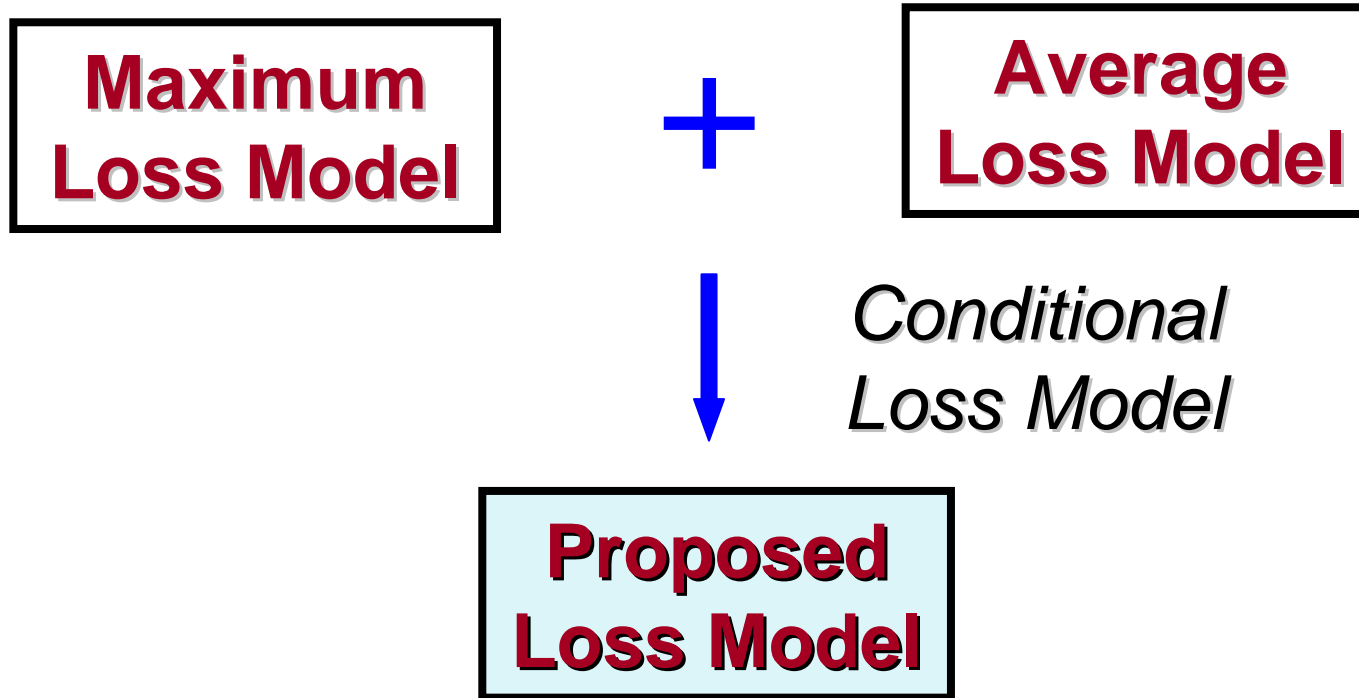 Maximum
Loss Model
+
Average
Loss Model
Conditional
Loss Model
Proposed
Loss Model